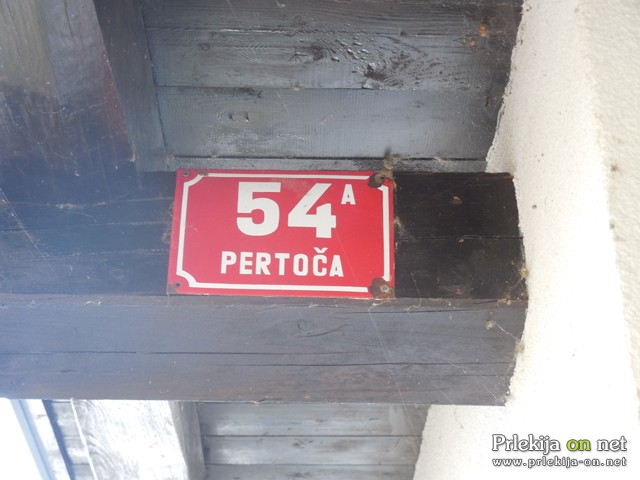 54A
PERTOČA
Prlekija on net
www.prlekija-on.net